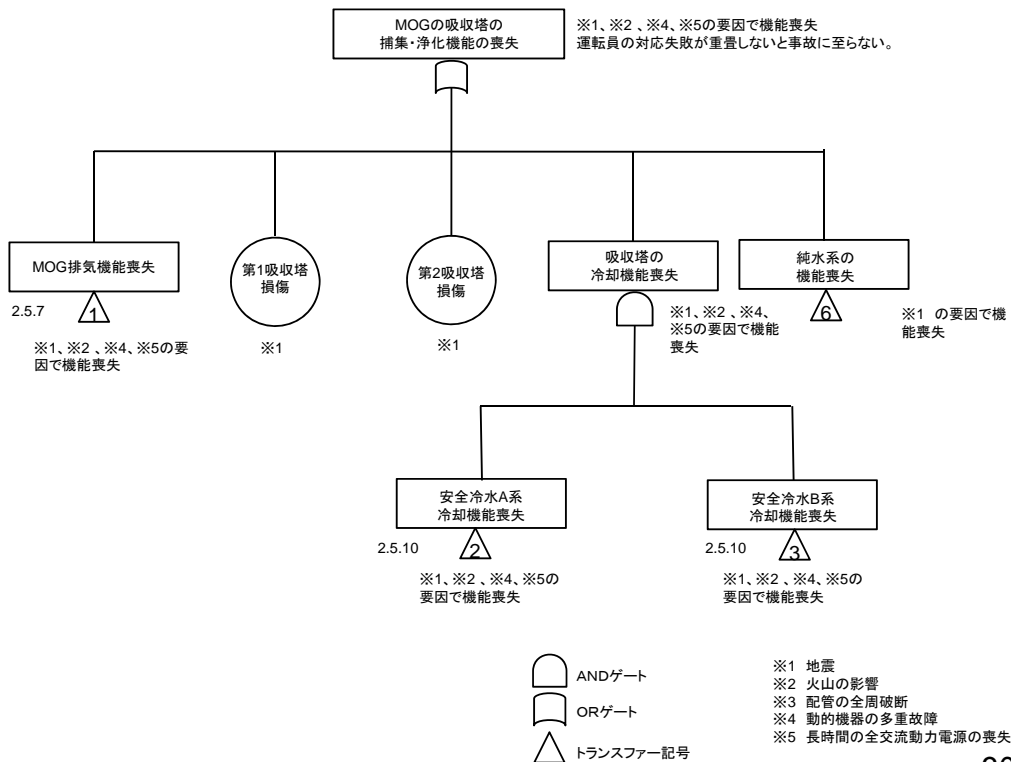 MOGの吸収塔の
捕集・浄化機能の喪失
※1、※2 、※4、※5の要因で機能喪失
運転員の対応失敗が重畳しないと事故に至らない。
MOG排気機能喪失
第1吸収塔
損傷
第2吸収塔
損傷
吸収塔の
冷却機能喪失
純水系の
機能喪失
2.5.7
1
※1、※2 、※4、※5の要
因で機能喪失
※1
※1
※1、※2 、※4、
※5の要因で機能
喪失
6
※1 の要因で機
能喪失
安全冷水A系
冷却機能喪失
安全冷水B系
冷却機能喪失
2.5.10
2
2.5.10
3
※1、※2 、※4、※5の
要因で機能喪失
※1、※2 、※4、※5の
要因で機能喪失
ANDゲート
ORゲート
トランスファー記号
※1 地震
※2 火山の影響
※3 配管の全周破断
※4 動的機器の多重故障
※5 長時間の全交流動力電源の喪失